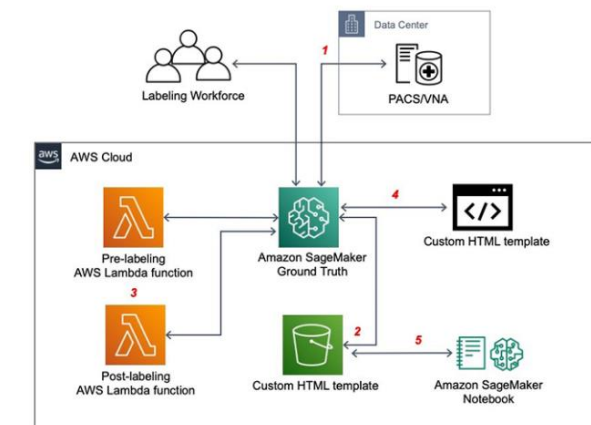 1
Data Center
Labeling Workforce
PACS/VNA
aws
AWS Cloud
4
</>
Pre-labeling
AWS Lambda function
Amazon SageMaker
Ground Truth
Custom HTML template
3
2
5
Post-labeling
AWS Lambda function
Custom HTML template
Amazon SageMaker
Notebook